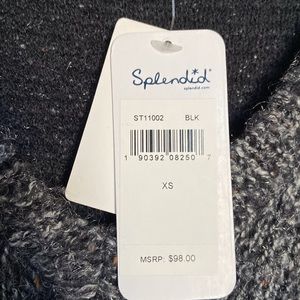 Splendid
splendid.com
ST11002 BLK
1 90392 08250 7
XS
MSRP: $98.00